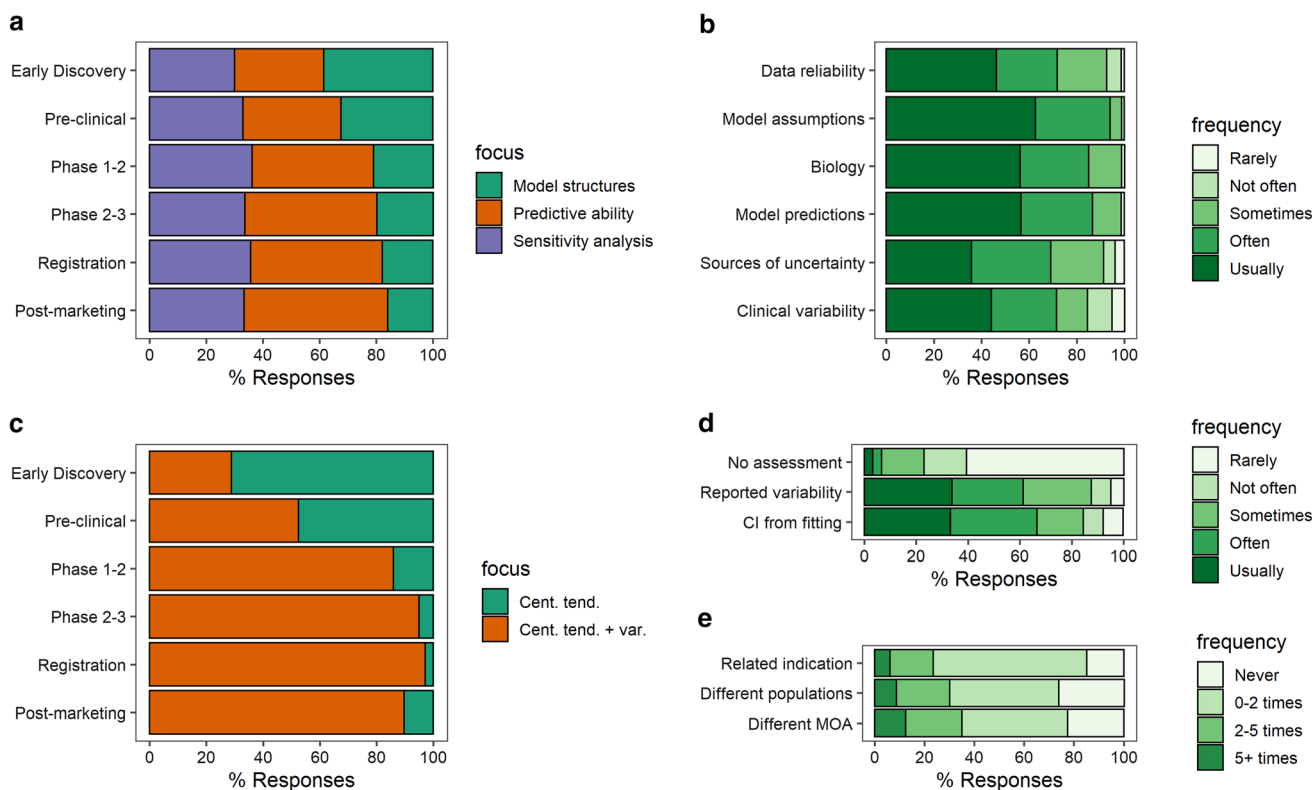 a
Early Discovery
Pre-clinical
Phase 1-2
Phase 2-3
Registration
Post-marketing
0 20 40 60 80 100
% Responses
focus
Model structures
Predictive ability
Sensitivity analysis
b
Data reliability
Model assumptions
Biology
Model predictions
Sources of uncertainty
Clinical variability
0 20 40 60 80 100
% Responses
frequency
Rarely
Not often
Sometimes
Often
Usually
c
Early Discovery
Pre-clinical
Phase 1-2
Phase 2-3
Registration
Post-marketing
0 20 40 60 80 100
% Responses
focus
Cent. tend.
Cent. tend. + var.
d
No assessment
Reported variability
CI from fitting
0 20 40 60 80 100
% Responses
frequency
Rarely
Not often
Sometimes
Often
Usually
e
Related indication
Different populations
Different MOA
0 20 40 60 80 100
% Responses
frequency
Never
0-2 times
2-5 times
5+ times